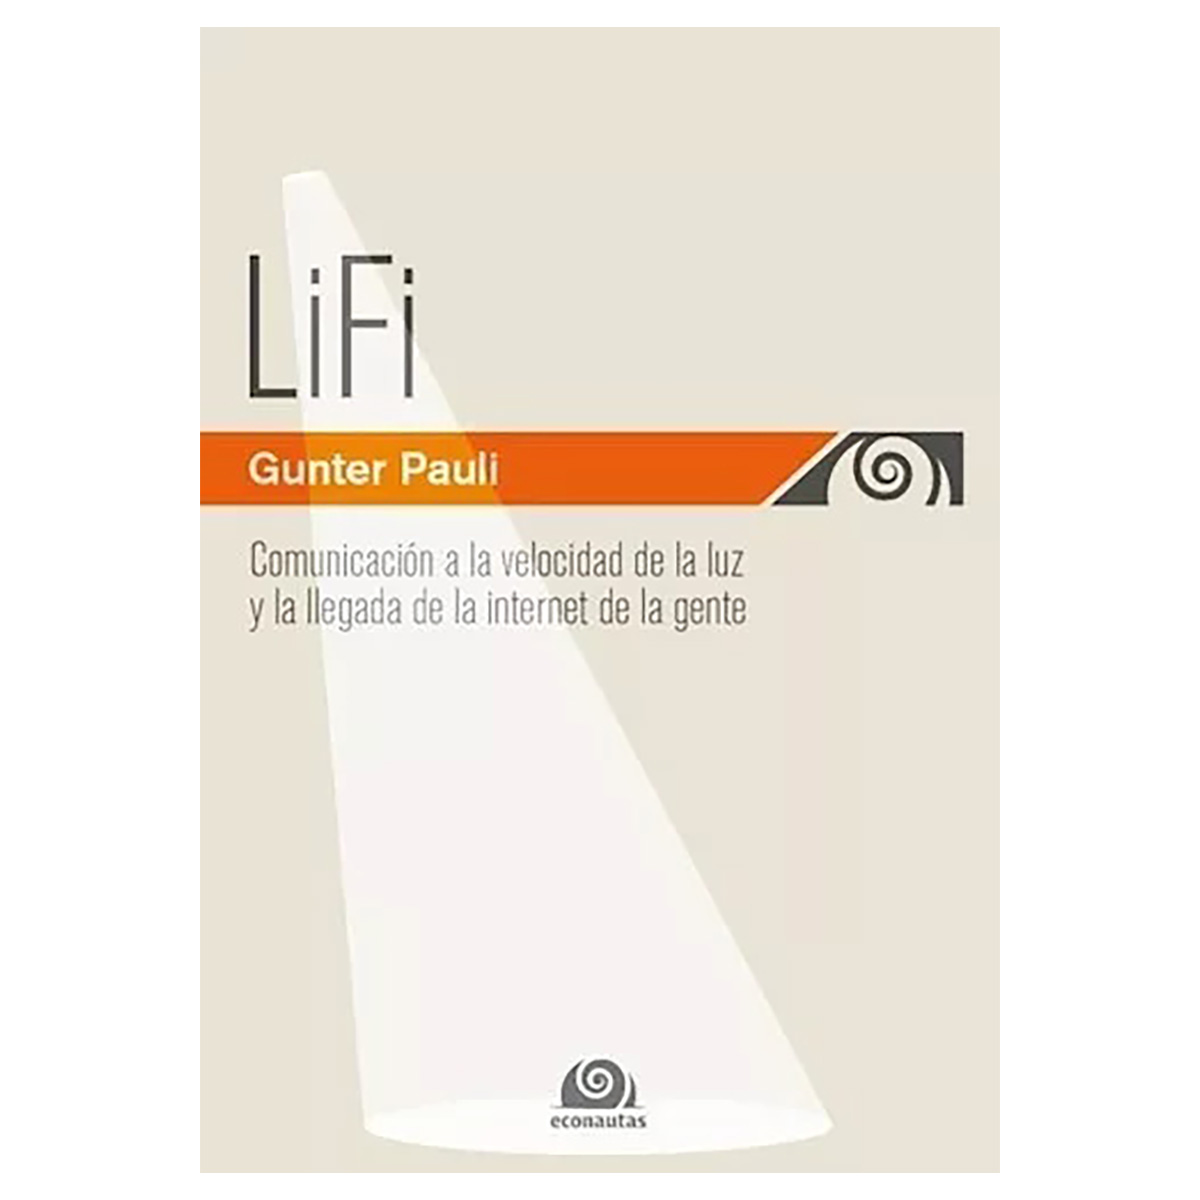 LiFi
Gunter Pauli
Comunicación a la velocidad de la luz
y la llegada de la internet de la gente
econautas